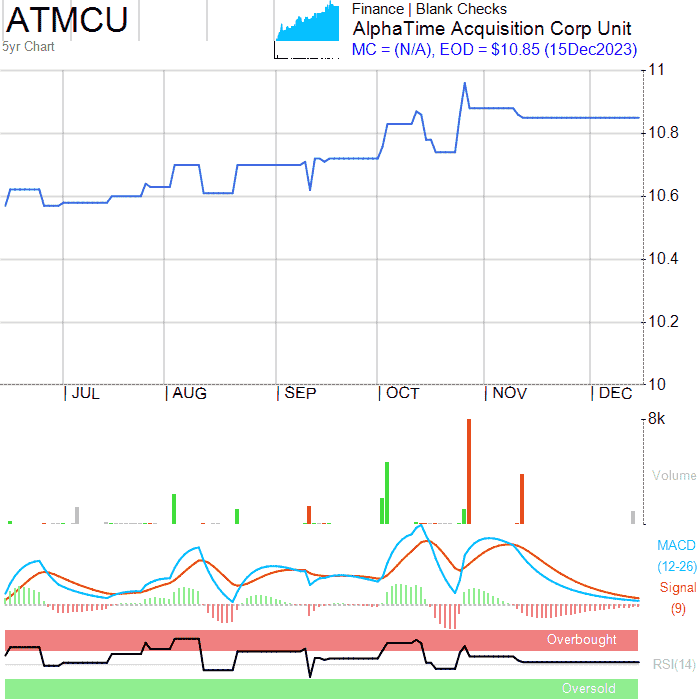 ATMCU
5yr Chart
Finance | Blank Checks
AlphaTime Acquisition Corp Unit
MC = (N/A), EOD = $10.85 (15Dec2023)
11
10.8
10.6
10.4
10.2
10
JUL AUG SEP OCT NOV DEC
8k
Volume
MACD
(12-26)
Signal
(9)
Overbought
RSI(14)
Oversold